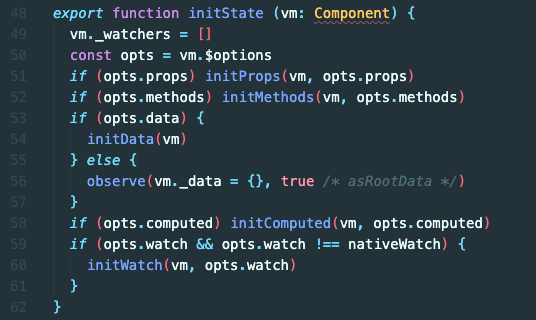 48 export function initState (vm: Component) {
49   vm._watchers = []
50   const opts = vm.$options
51   if (opts.props) initProps(vm, opts.props)
52   if (opts.methods) initMethods(vm, opts.methods)
53   if (opts.data) {
54     initData(vm)
55   } else {
56     observe(vm._data = {}, true /* asRootData */)
57   }
58   if (opts.computed) initComputed(vm, opts.computed)
59   if (opts.watch && opts.watch !== nativeWatch) {
60     initWatch(vm, opts.watch)
61   }
62 }